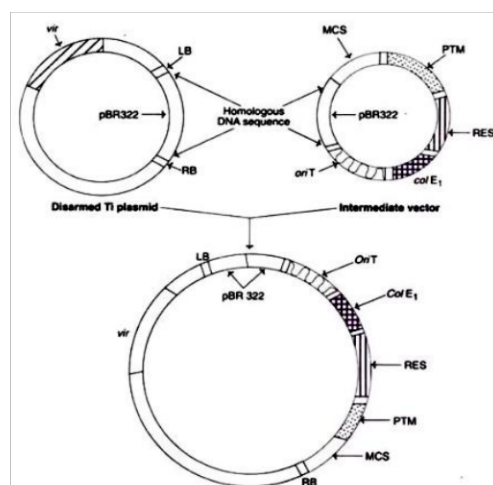 vir
LB
pBR322
RB
Homologous
DNA sequence
MCS
PTM
pBR322
RES
oriT
col E1
Disarmed Ti plasmid
Intermediate vector
LB
pBR 322
OriT
Col E1
vir
RES
PTM
MCS
RB